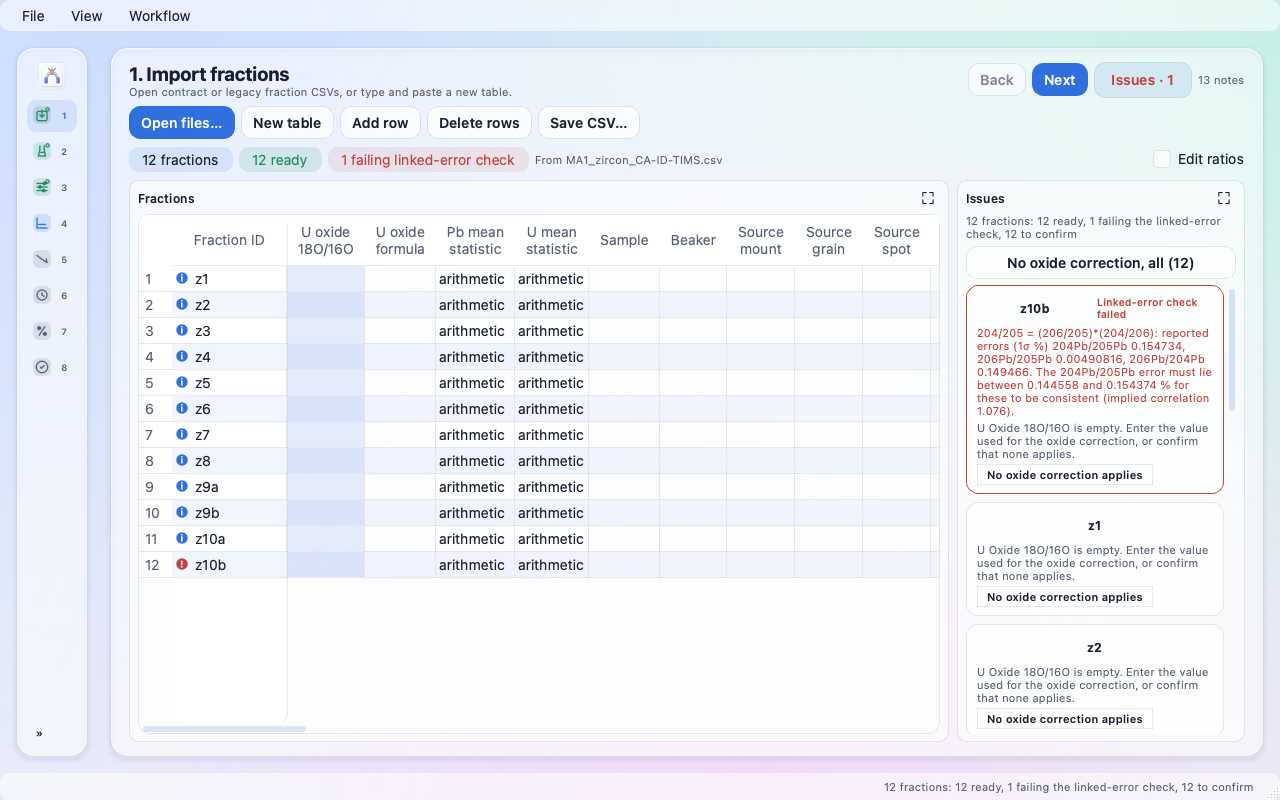 File View Workflow
1. Import fractions
Open contract or legacy fraction CSVs, or type and paste a new table.
Back Next Issues · 1 13 notes
Open files... New table Add row Delete rows Save CSV...
12 fractions 12 ready 1 failing linked-error check From MA1_zircon_CA-ID-TIMS.csv Edit ratios
1
2
3
4
5
6
7
8
»
Fractions
Fraction ID U oxide 18O/16O U oxide formula Pb mean statistic U mean statistic Sample Beaker Source mount Source grain Source spot
1 z1 arithmetic arithmetic
2 z2 arithmetic arithmetic
3 z3 arithmetic arithmetic
4 z4 arithmetic arithmetic
5 z5 arithmetic arithmetic
6 z6 arithmetic arithmetic
7 z7 arithmetic arithmetic
8 z8 arithmetic arithmetic
9 z9a arithmetic arithmetic
10 z9b arithmetic arithmetic
11 z10a arithmetic arithmetic
12 z10b arithmetic arithmetic
Issues
12 fractions: 12 ready, 1 failing the linked-error
check, 12 to confirm
No oxide correction, all (12)
z10b Linked-error check
failed
204/205 = (206/205)*(204/206): reported
errors (1σ %) 204Pb/205Pb 0.154734,
206Pb/205Pb 0.00490816, 206Pb/204Pb
0.149466. The 204Pb/205Pb error must lie
between 0.144558 and 0.154374 % for
these to be consistent (implied correlation
1.076).
U Oxide 18O/16O is empty. Enter the value
used for the oxide correction, or confirm
that none applies.
No oxide correction applies
z1
U Oxide 18O/16O is empty. Enter the value
used for the oxide correction, or confirm
that none applies.
No oxide correction applies
z2
U Oxide 18O/16O is empty. Enter the value
used for the oxide correction, or confirm
that none applies.
No oxide correction applies
12 fractions: 12 ready, 1 failing the linked-error check, 12 to confirm